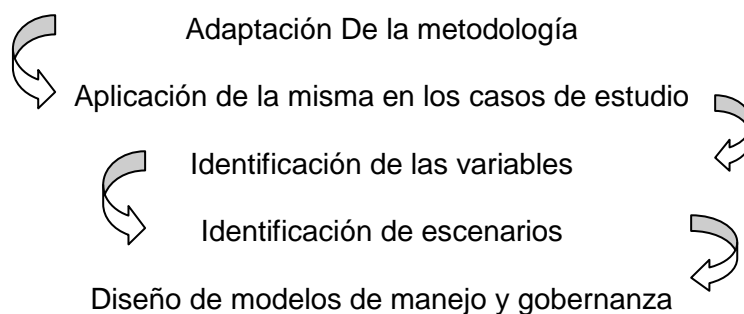 Adaptación De la metodología
Aplicación de la misma en los casos de estudio
Identificación de las variables
Identificación de escenarios
Diseño de modelos de manejo y gobernanza